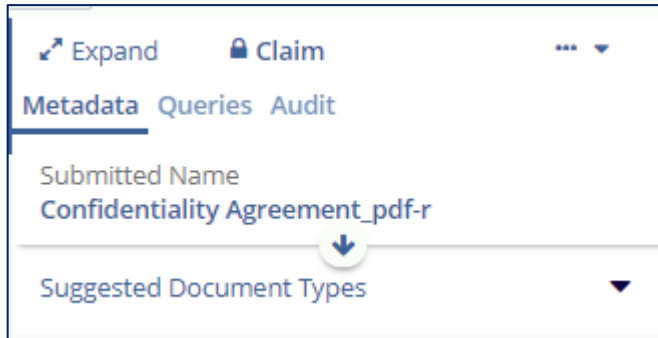 Expand Claim ...
Metadata Queries Audit
Submitted Name
Confidentiality Agreement_pdf-r
Suggested Document Types